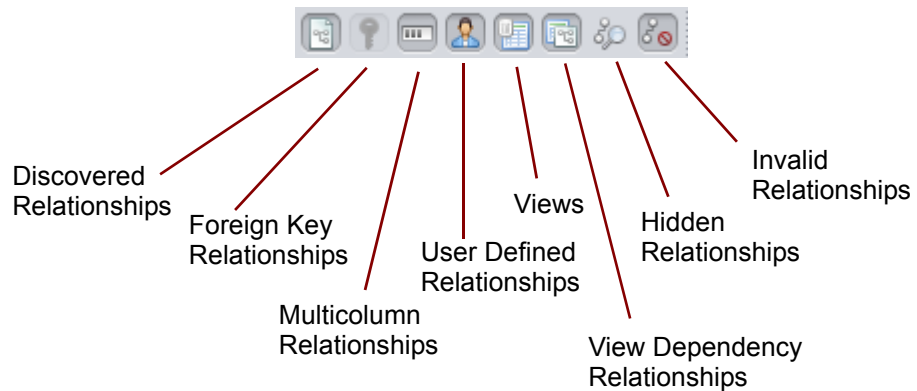 Discovered
Relationships
Foreign Key
Relationships
Multicolumn
Relationships
User Defined
Relationships
Views
View Dependency
Relationships
Hidden
Relationships
Invalid
Relationships